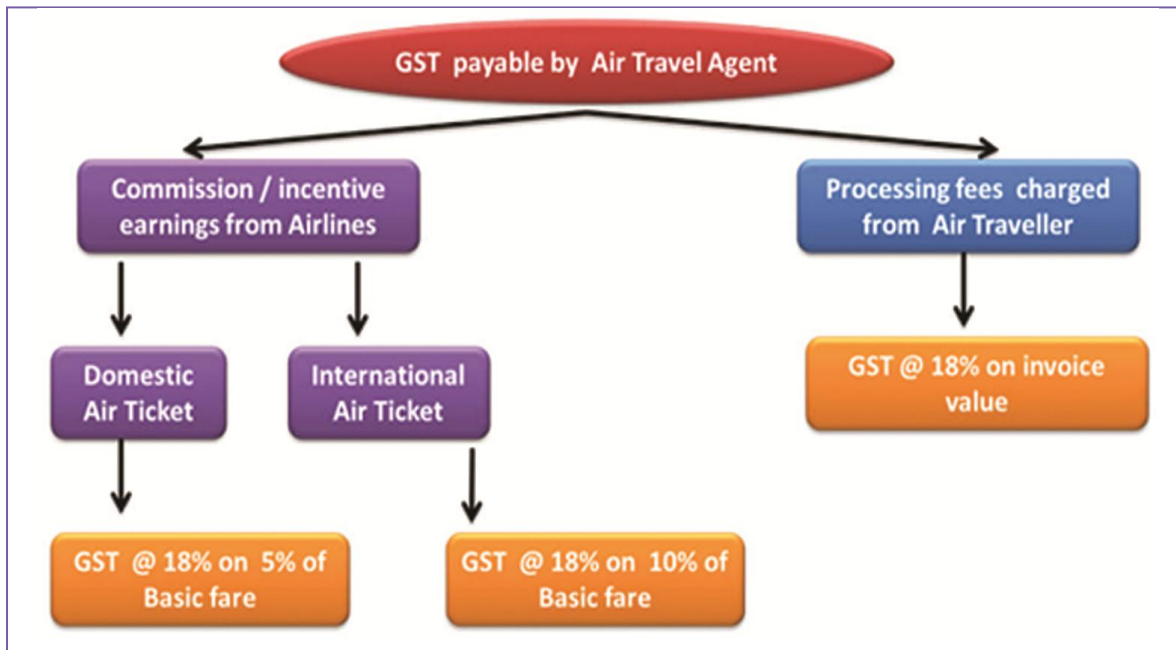 GST payable by Air Travel Agent
Commission / incentive
earnings from Airlines
Processing fees charged
from Air Traveller
Domestic
Air Ticket
International
Air Ticket
GST @ 18% on invoice
value
GST @ 18% on 5% of
Basic fare
GST @ 18% on 10% of
Basic fare